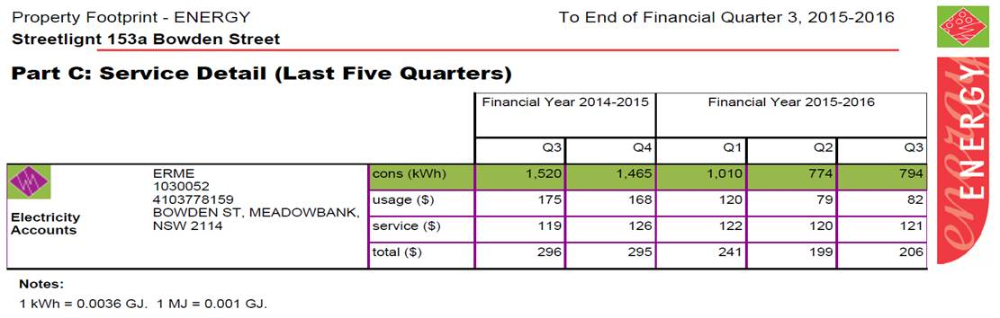 Property Footprint - ENERGY To End of Financial Quarter 3, 2015-2016
Streetlignt 153a Bowden Street
Part C: Service Detail (Last Five Quarters)
Financial Year 2014-2015 Financial Year 2015-2016
Q3 Q4 Q1 Q2 Q3
ERME cons (kWh) 1,520 1,465 1,010 774 794
1030052
4103778159 usage ($) 175 168 120 79 82
BOWDEN ST, MEADOWBANK,
Electricity NSW 2114 service ($) 119 126 122 120 121
Accounts
total ($) 296 295 241 199 206
Notes:
1 kWh = 0.0036 GJ. 1 MJ = 0.001 GJ.
ENERGY
energy